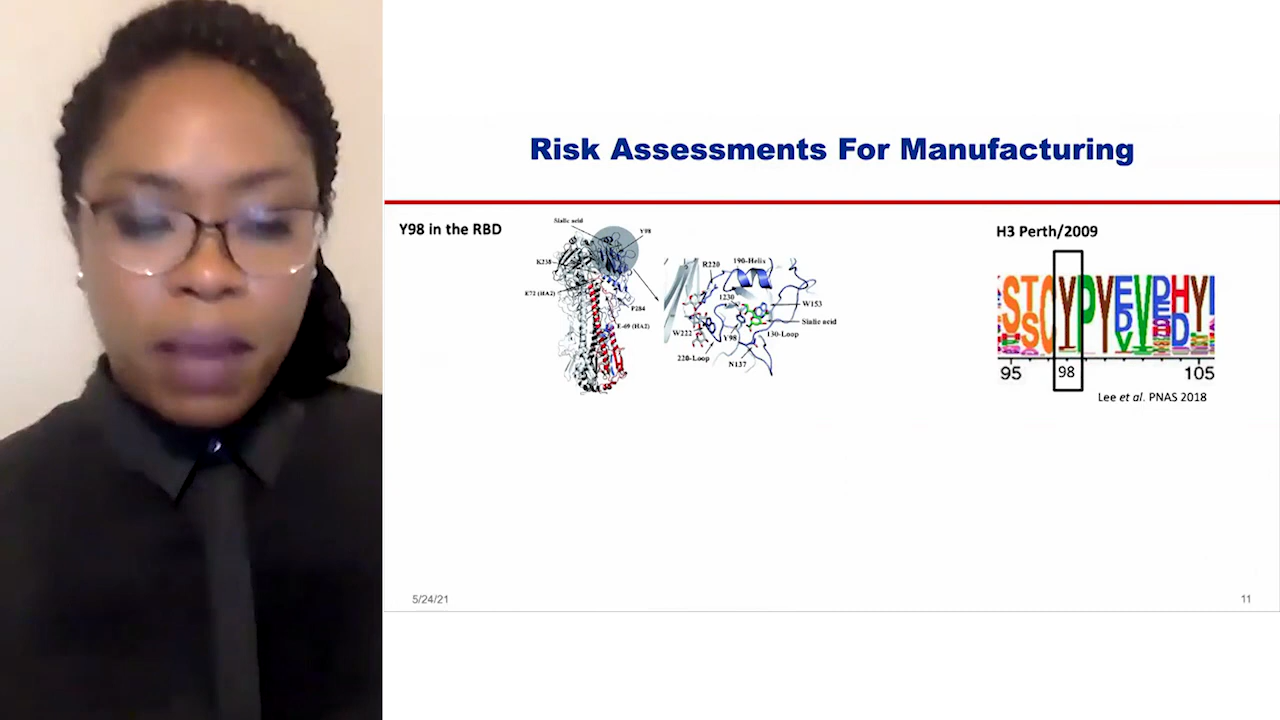 Risk Assessments For Manufacturing
Y98 in the RBD
Sialic acid
Y98
K238
K72 (HA2)
P284
E-69 (HA2)
R220
190-Helix
I230
W153
Sialic acid
W222
Y98
130-Loop
220-Loop
N137
H3 Perth/2009
95
98
105
Lee et al. PNAS 2018
5/24/21
11